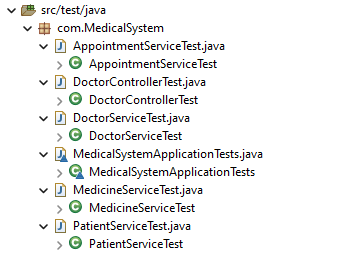 src/test/java
com.MedicalSystem
AppointmentServiceTest.java
AppointmentServiceTest
DoctorControllerTest.java
DoctorControllerTest
DoctorServiceTest.java
DoctorServiceTest
MedicalSystemApplicationTests.java
MedicalSystemApplicationTests
MedicineServiceTest.java
MedicineServiceTest
PatientServiceTest.java
PatientServiceTest